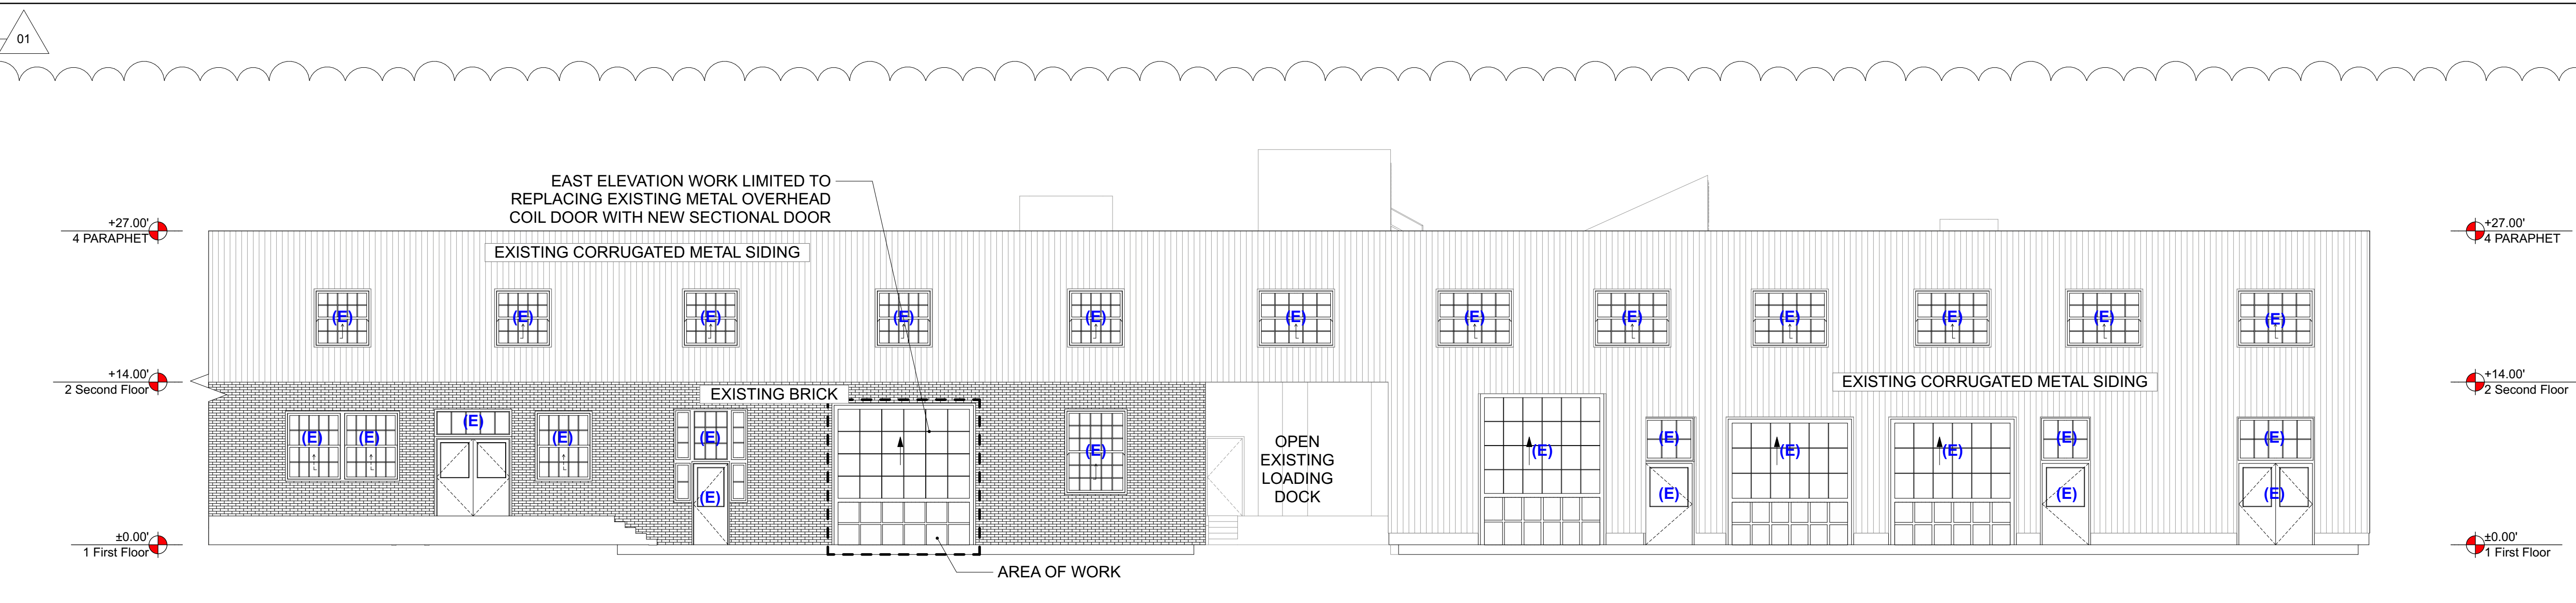 01
EAST ELEVATION WORK LIMITED TO
REPLACING EXISTING METAL OVERHEAD
COIL DOOR WITH NEW SECTIONAL DOOR
+27.00'
4 PARAPHET
+27.00'
4 PARAPHET
EXISTING CORRUGATED METAL SIDING
(E)
(E)
(E)
(E)
(E)
(E)
(E)
(E)
(E)
(E)
(E)
(E)
+14.00'
2 Second Floor
+14.00'
2 Second Floor
EXISTING BRICK
EXISTING CORRUGATED METAL SIDING
(E)
(E)
(E)
(E)
(E)
(E)
(E)
OPEN
EXISTING
LOADING
DOCK
(E)
(E)
(E)
(E)
(E)
(E)
(E)
(E)
(E)
±0.00'
1 First Floor
±0.00'
1 First Floor
AREA OF WORK